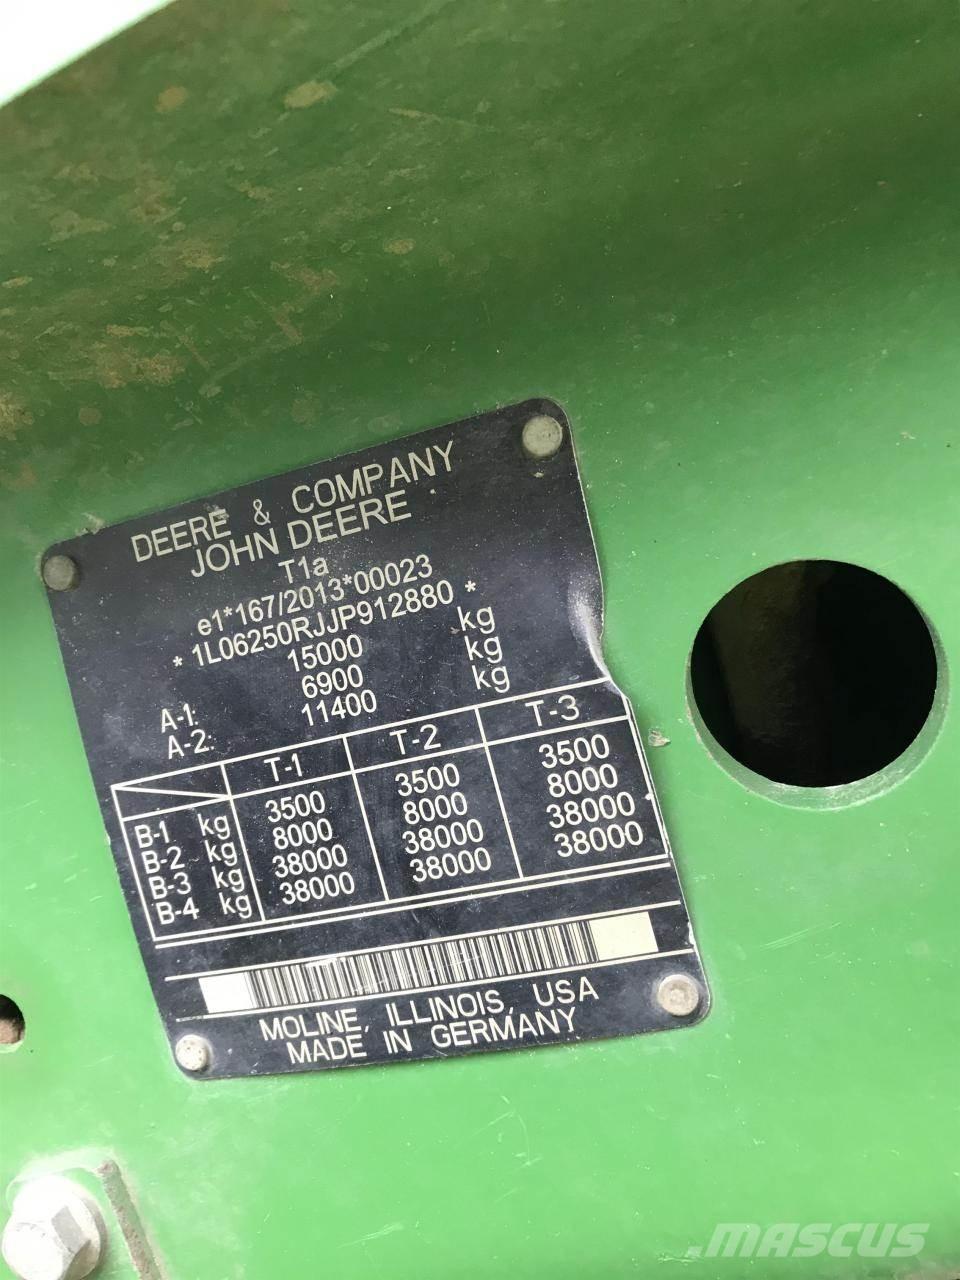 DEERE & COMPANY
JOHN DEERE
T1a
e1*167/2013*00023
*1L06250RJJP912880 *
15000 kg
A-1: 6900 kg
A-2: 11400 kg
T-1 T-2 T-3
B-1 kg 3500 3500 3500
B-2 kg 8000 8000 8000
B-3 kg 38000 38000 38000
B-4 kg 38000 38000 38000
MOLINE, ILLINOIS, USA
MADE IN GERMANY
MASCUS